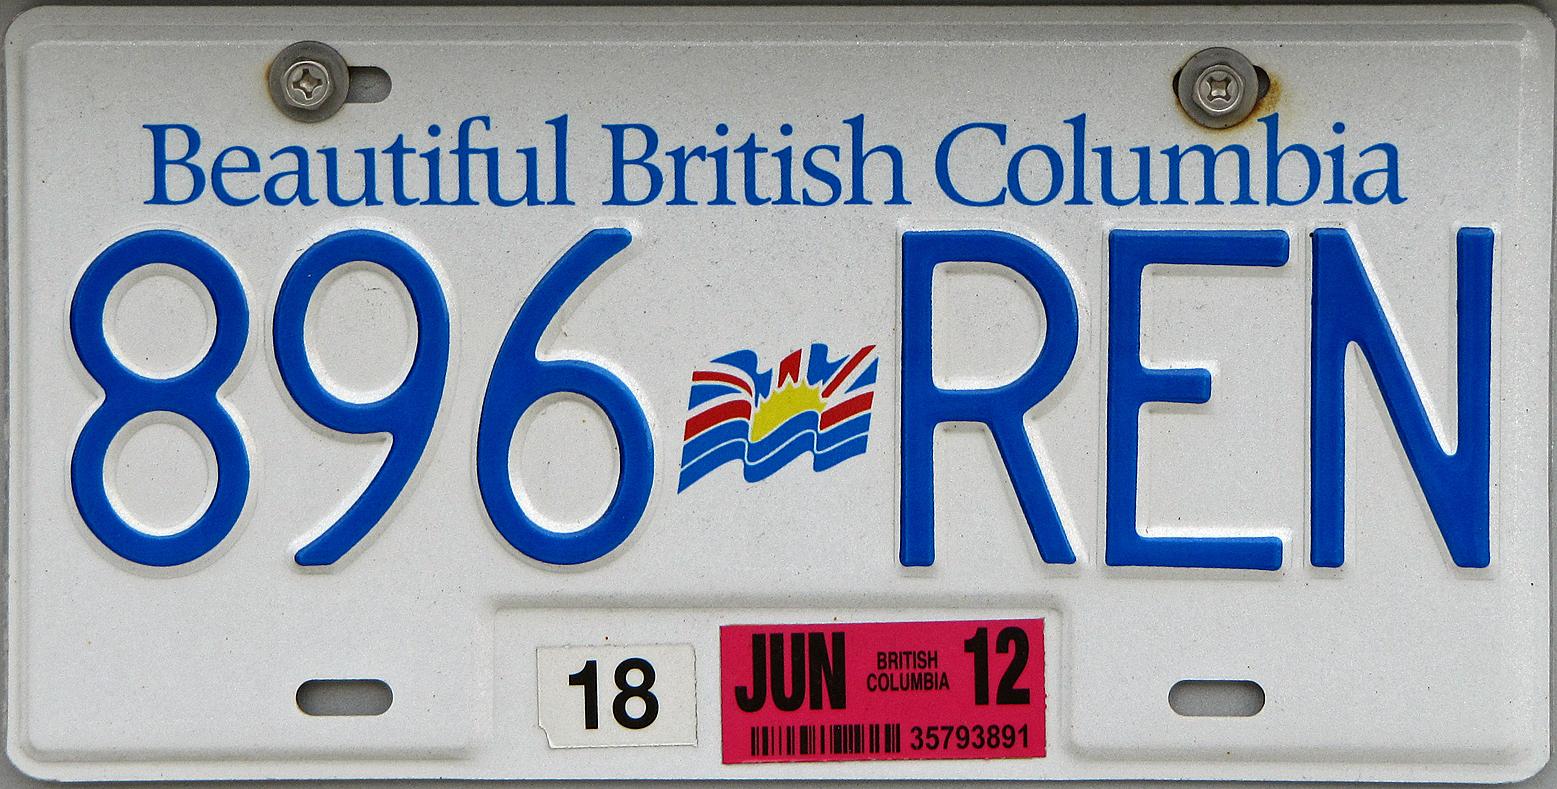 Beautiful British Columbia
896 REN
18
JUN BRITISH COLUMBIA 12
35793891